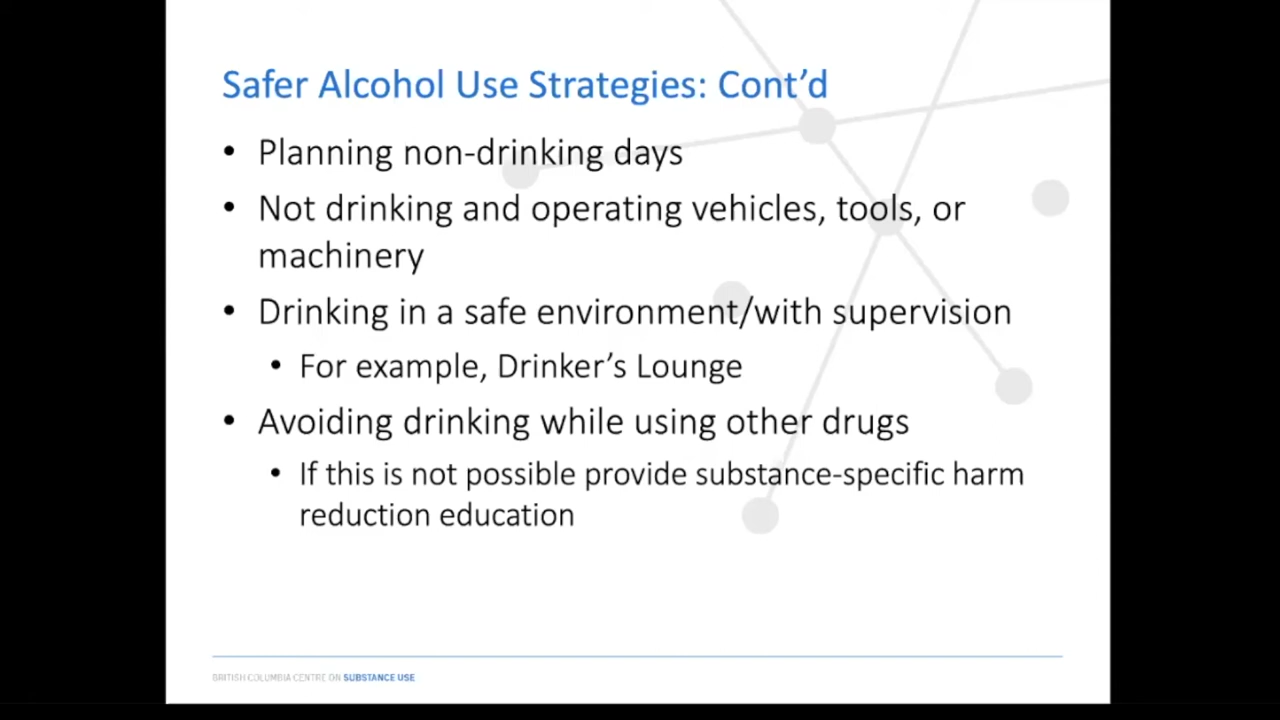 Safer Alcohol Use Strategies: Cont’d
• Planning non-drinking days
• Not drinking and operating vehicles, tools, or
machinery
• Drinking in a safe environment/with supervision
• For example, Drinker’s Lounge
• Avoiding drinking while using other drugs
• If this is not possible provide substance-specific harm
reduction education
BRITISH COLUMBIA CENTRE ON SUBSTANCE USE